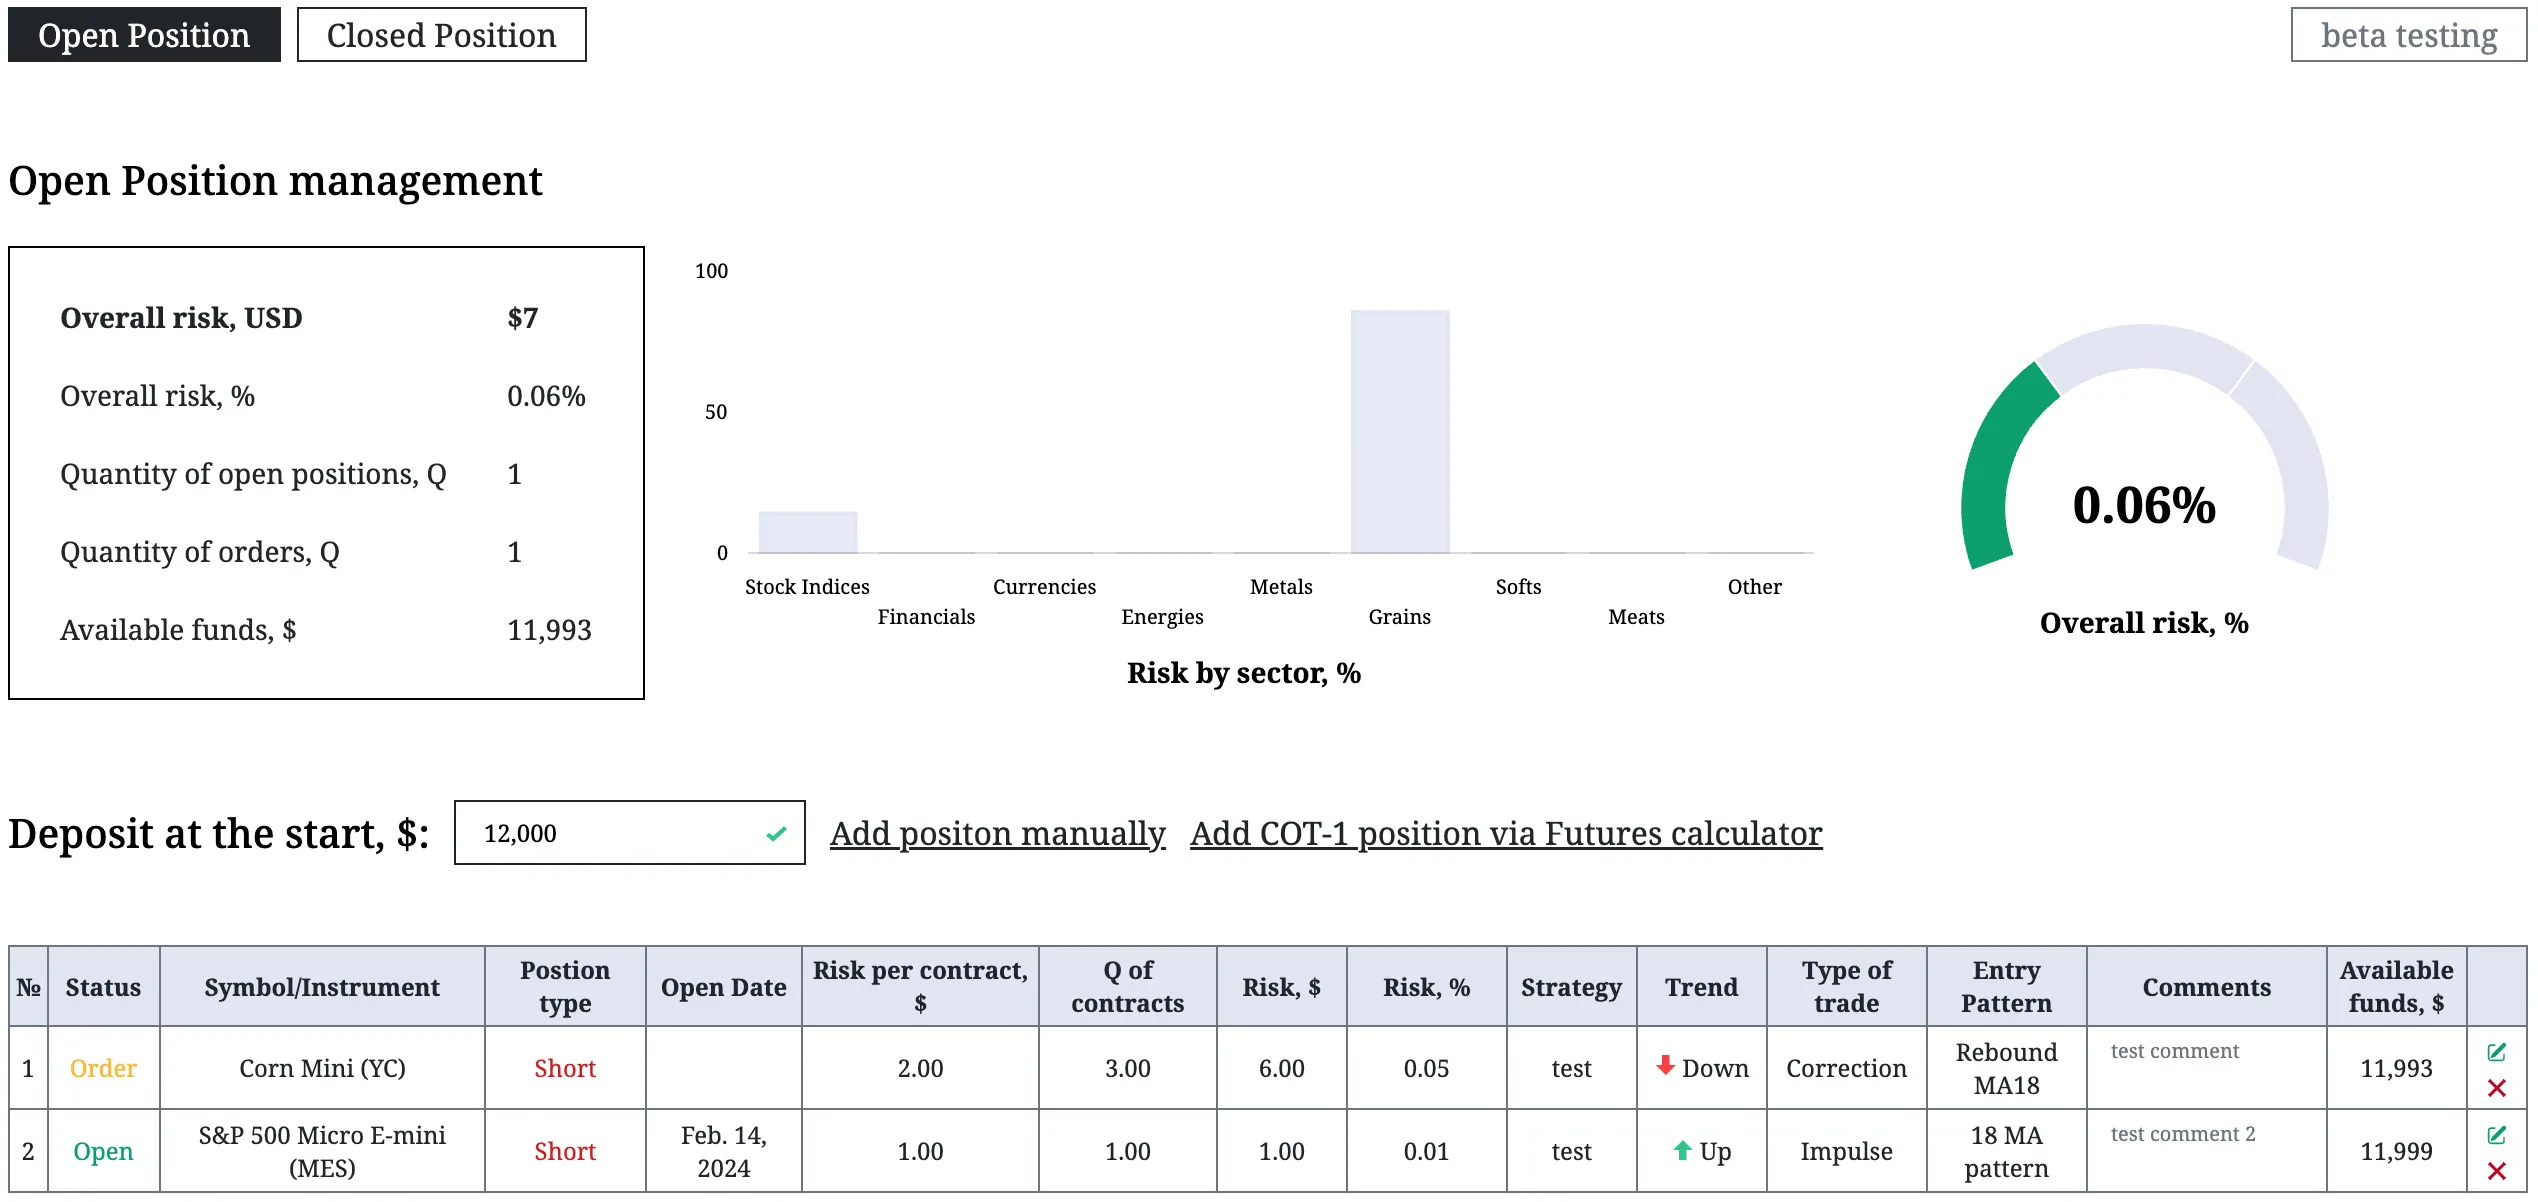 Open Position
Closed Position
beta testing
Open Position management
Overall risk, USD $7
Overall risk, % 0.06%
Quantity of open positions, Q 1
Quantity of orders, Q 1
Available funds, $ 11,993
100
50
0
Stock Indices
Financials
Currencies
Energies
Metals
Grains
Softs
Meats
Other
Risk by sector, %
0.06%
Overall risk, %
Deposit at the start, $: 12,000 Add positon manually Add COT-1 position via Futures calculator
№ Status Symbol/Instrument Postion type Open Date Risk per contract, $ Q of contracts Risk, $ Risk, % Strategy Trend Type of trade Entry Pattern Comments Available funds, $
1 Order Corn Mini (YC) Short 2.00 3.00 6.00 0.05 test Down Correction Rebound MA18 test comment 11,993
2 Open S&P 500 Micro E-mini (MES) Short Feb. 14, 2024 1.00 1.00 1.00 0.01 test Up Impulse 18 MA pattern test comment 2 11,999